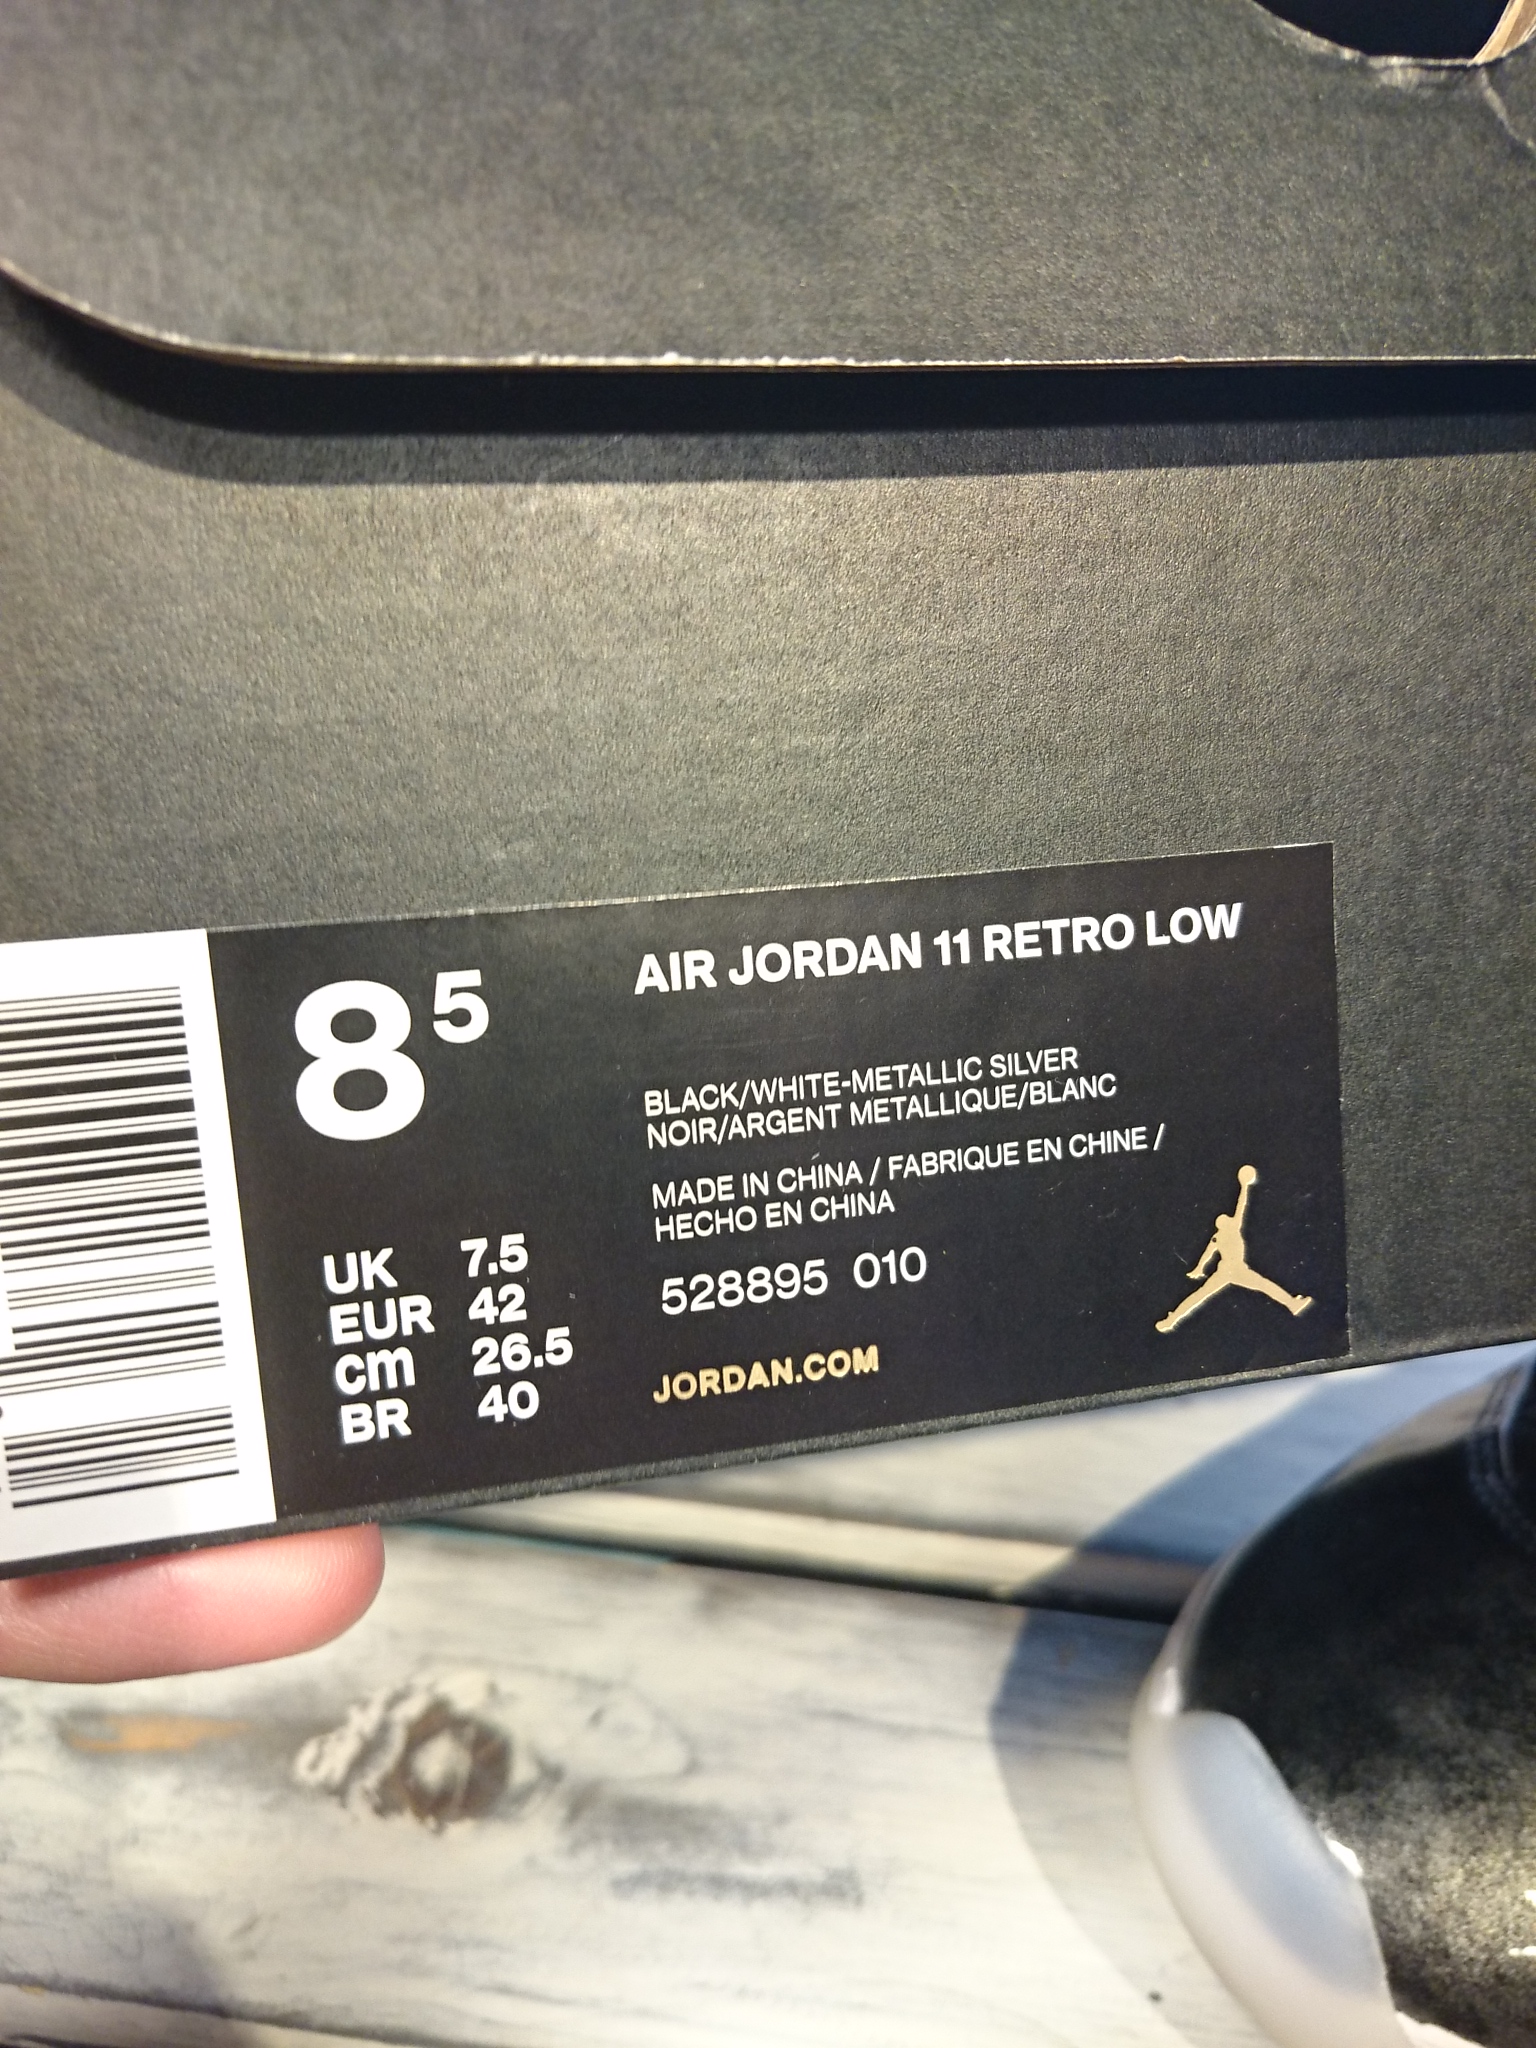 8⁵
AIR JORDAN 11 RETRO LOW
BLACK/WHITE-METALLIC SILVER
NOIR/ARGENT METALLIQUE/BLANC
MADE IN CHINA / FABRIQUE EN CHINE /
HECHO EN CHINA
528895 010
JORDAN.COM
UK 7.5
EUR 42
cm 26.5
BR 40